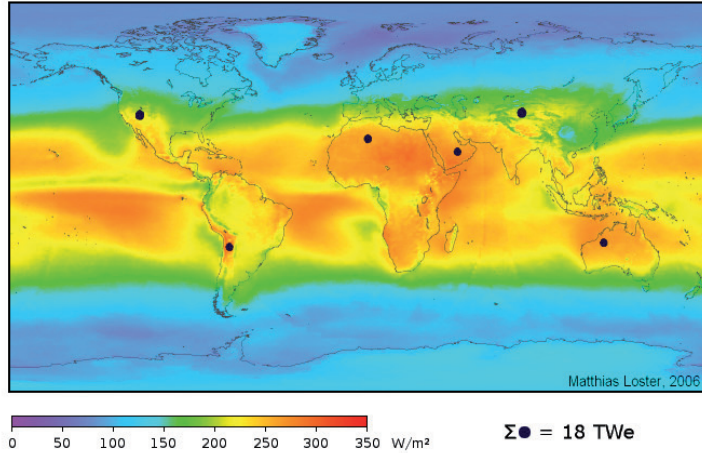 Matthias Loster, 2006
0 50 100 150 200 250 300 350 W/m²
Σ● = 18 TWe